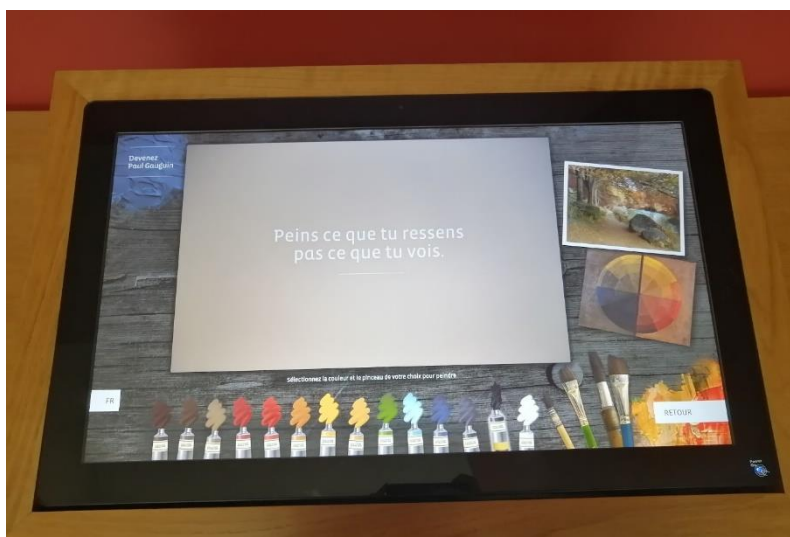 Devenez
Paul Gauguin
Peins ce que tu ressens
pas ce que tu vois.
Sélectionnez la couleur et le pinceau de votre choix pour peindre.
FR
RETOUR